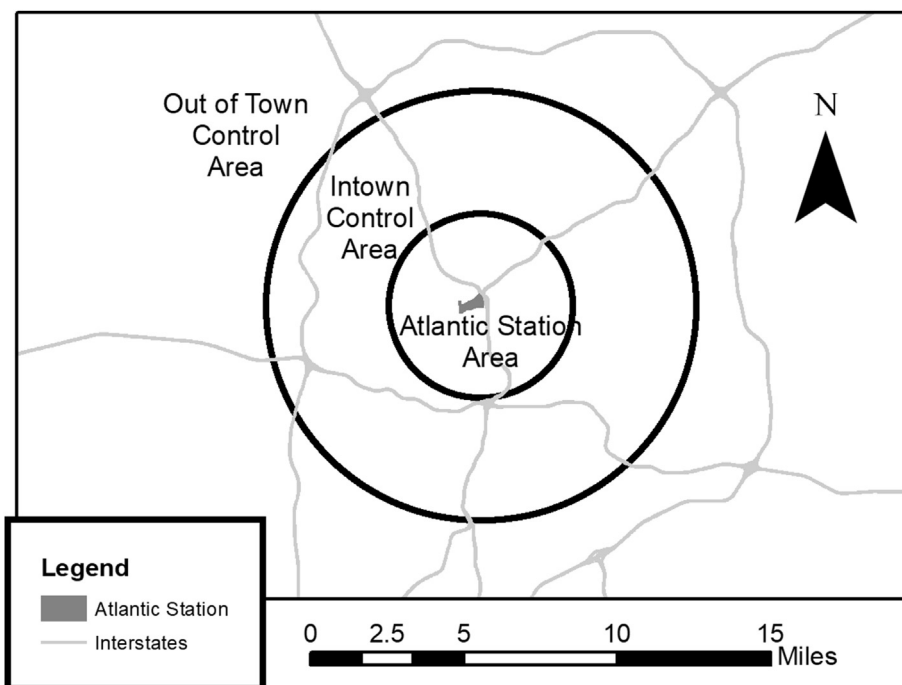 Out of Town
Control
Area
N
Intown
Control
Area
Atlantic Station
Area
Legend
Atlantic Station
Interstates
0 2.5 5 10 15
Miles